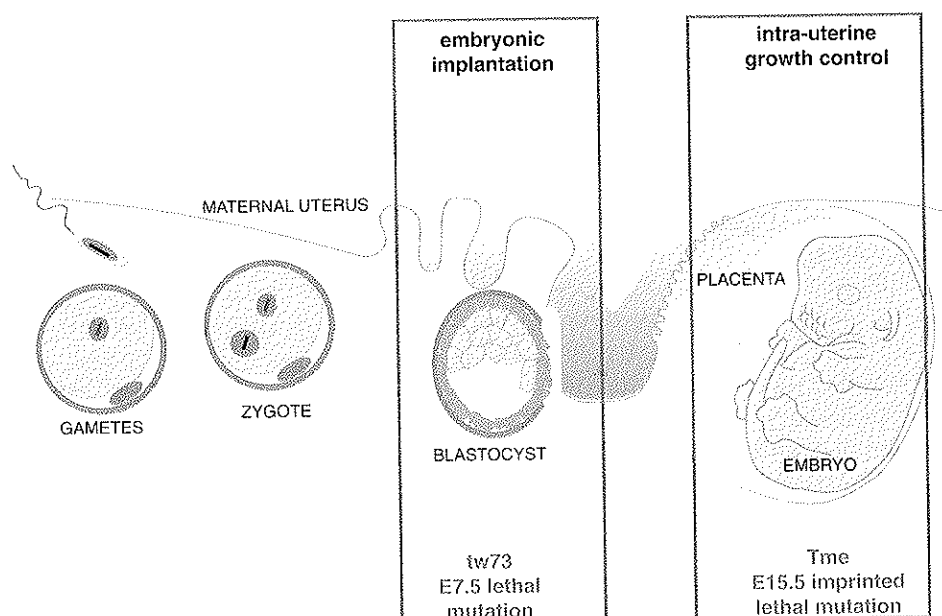 embryonic
implantation
intra-uterine
growth control
MATERNAL UTERUS
PLACENTA
GAMETES
ZYGOTE
BLASTOCYST
EMBRYO
tw73
E7.5 lethal
mutation
Tme
E15.5 imprinted
lethal mutation